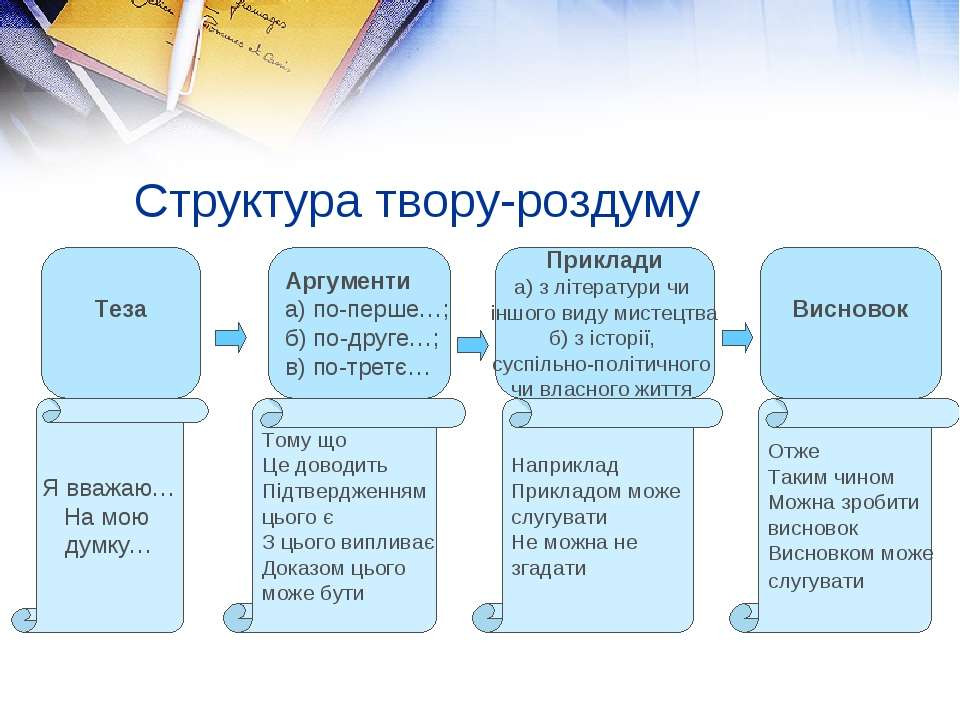 Структура твору-роздуму
Теза
Аргументи
а) по-перше…;
б) по-друге…;
в) по-третє…
Приклади
а) з літератури чи
іншого виду мистецтва
б) з історії,
суспільно-політичного
чи власного життя
Висновок
Я вважаю…
На мою
думку…
Тому що
Це доводить
Підтвердженням
цього є
З цього випливає
Доказом цього
може бути
Наприклад
Прикладом може
слугувати
Не можна не
згадати
Отже
Таким чином
Можна зробити
висновок
Висновком може
слугувати